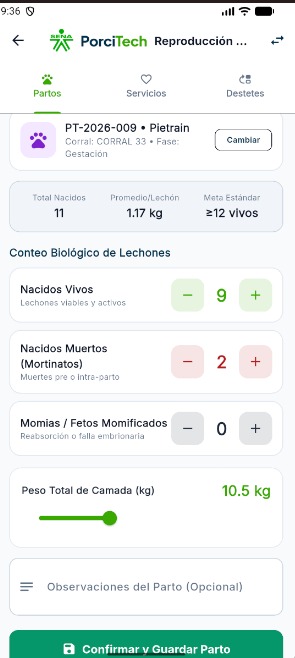 9:36
SENA
PorciTech Reproducción ...
Partos
Servicios
Destetes
PT-2026-009 • Pietrain
Corral: CORRAL 33 • Fase:
Gestación
Cambiar
Total Nacidos
11
Promedio/Lechón
1.17 kg
Meta Estándar
≥12 vivos
Conteo Biológico de Lechones
Nacidos Vivos
Lechones viables y activos
− 9 +
Nacidos Muertos
(Mortinatos)
Muertes pre o intra-parto
− 2 +
Momias / Fetos Momificados
Reabsorción o falla embrionaria
− 0 +
Peso Total de Camada (kg)
10.5 kg
Observaciones del Parto (Opcional)
Confirmar y Guardar Parto